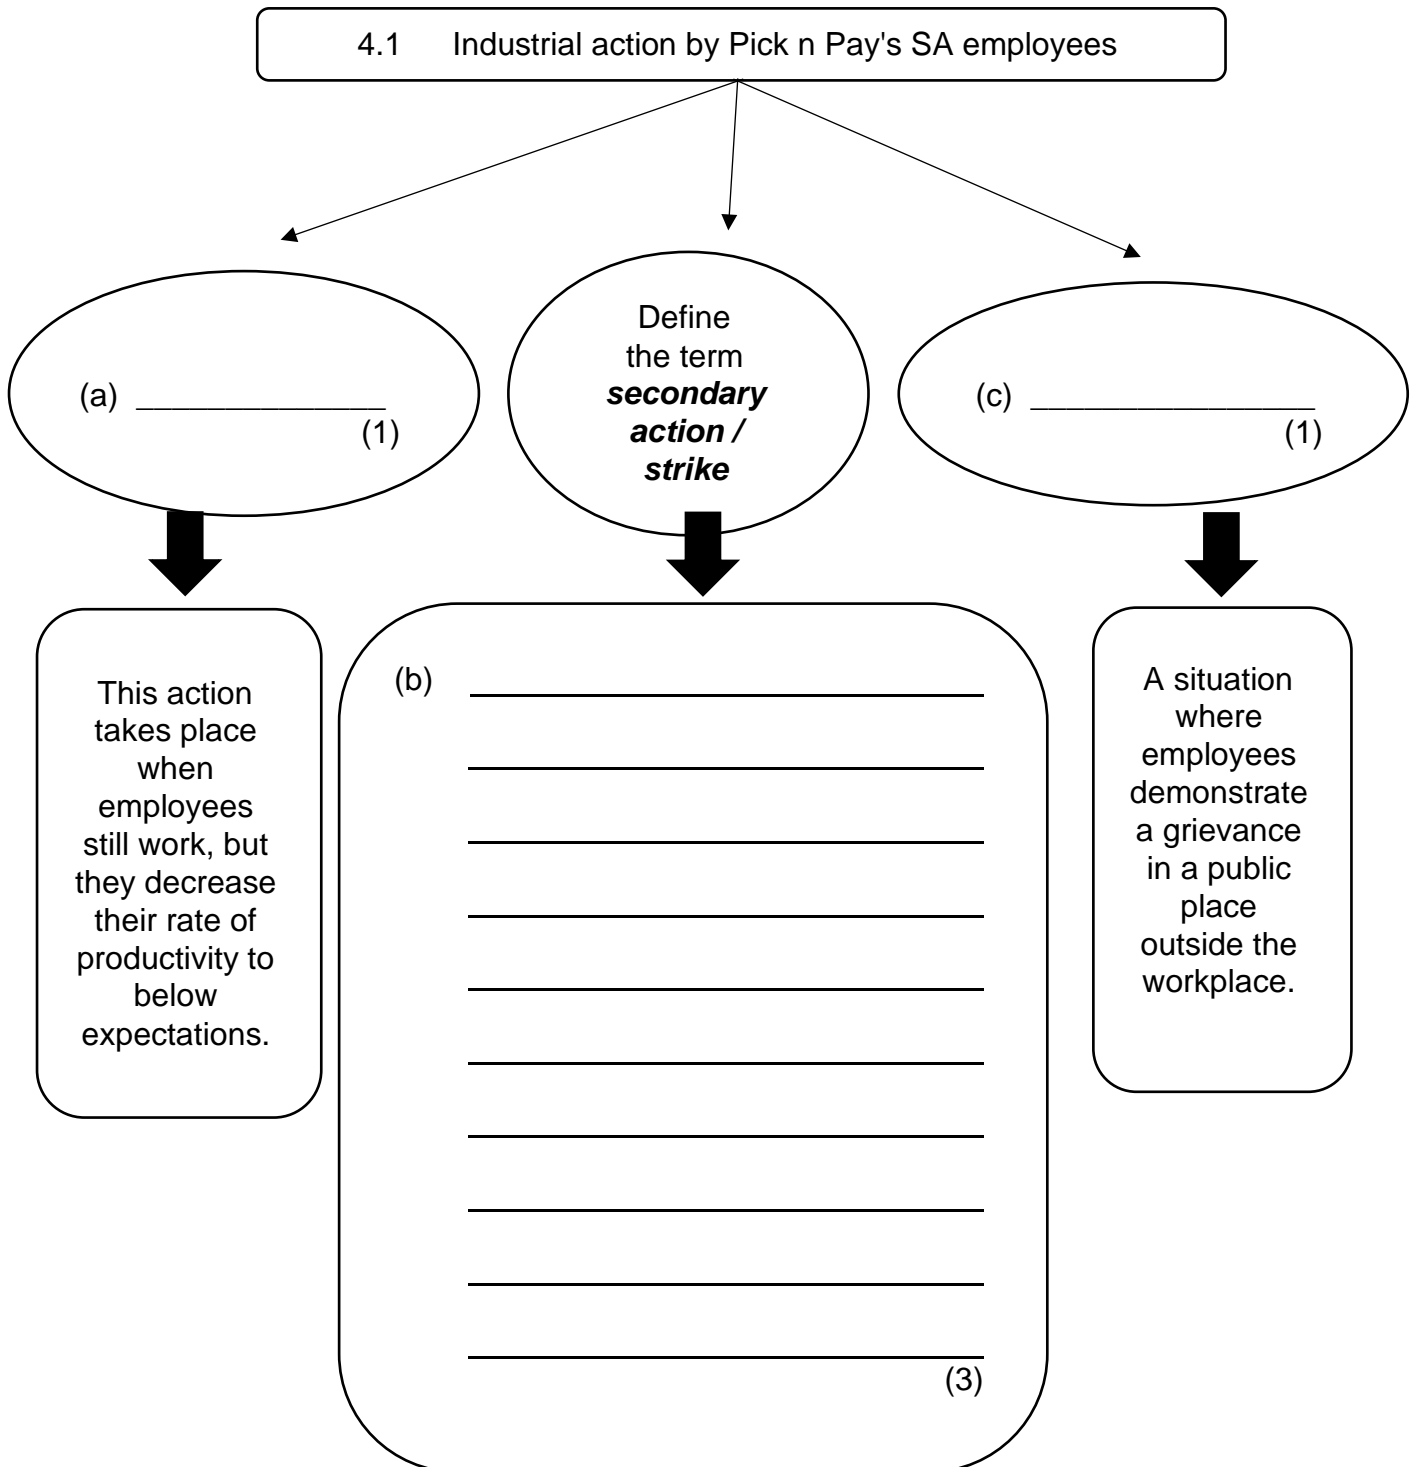 4.1 Industrial action by Pick n Pay's SA employees
(a) ______________
(1)
Define
the term
secondary
action /
strike
(c) ________________
(1)
This action
takes place
when
employees
still work, but
they decrease
their rate of
productivity to
below
expectations.
(b)
(3)
A situation
where
employees
demonstrate
a grievance
in a public
place
outside the
workplace.